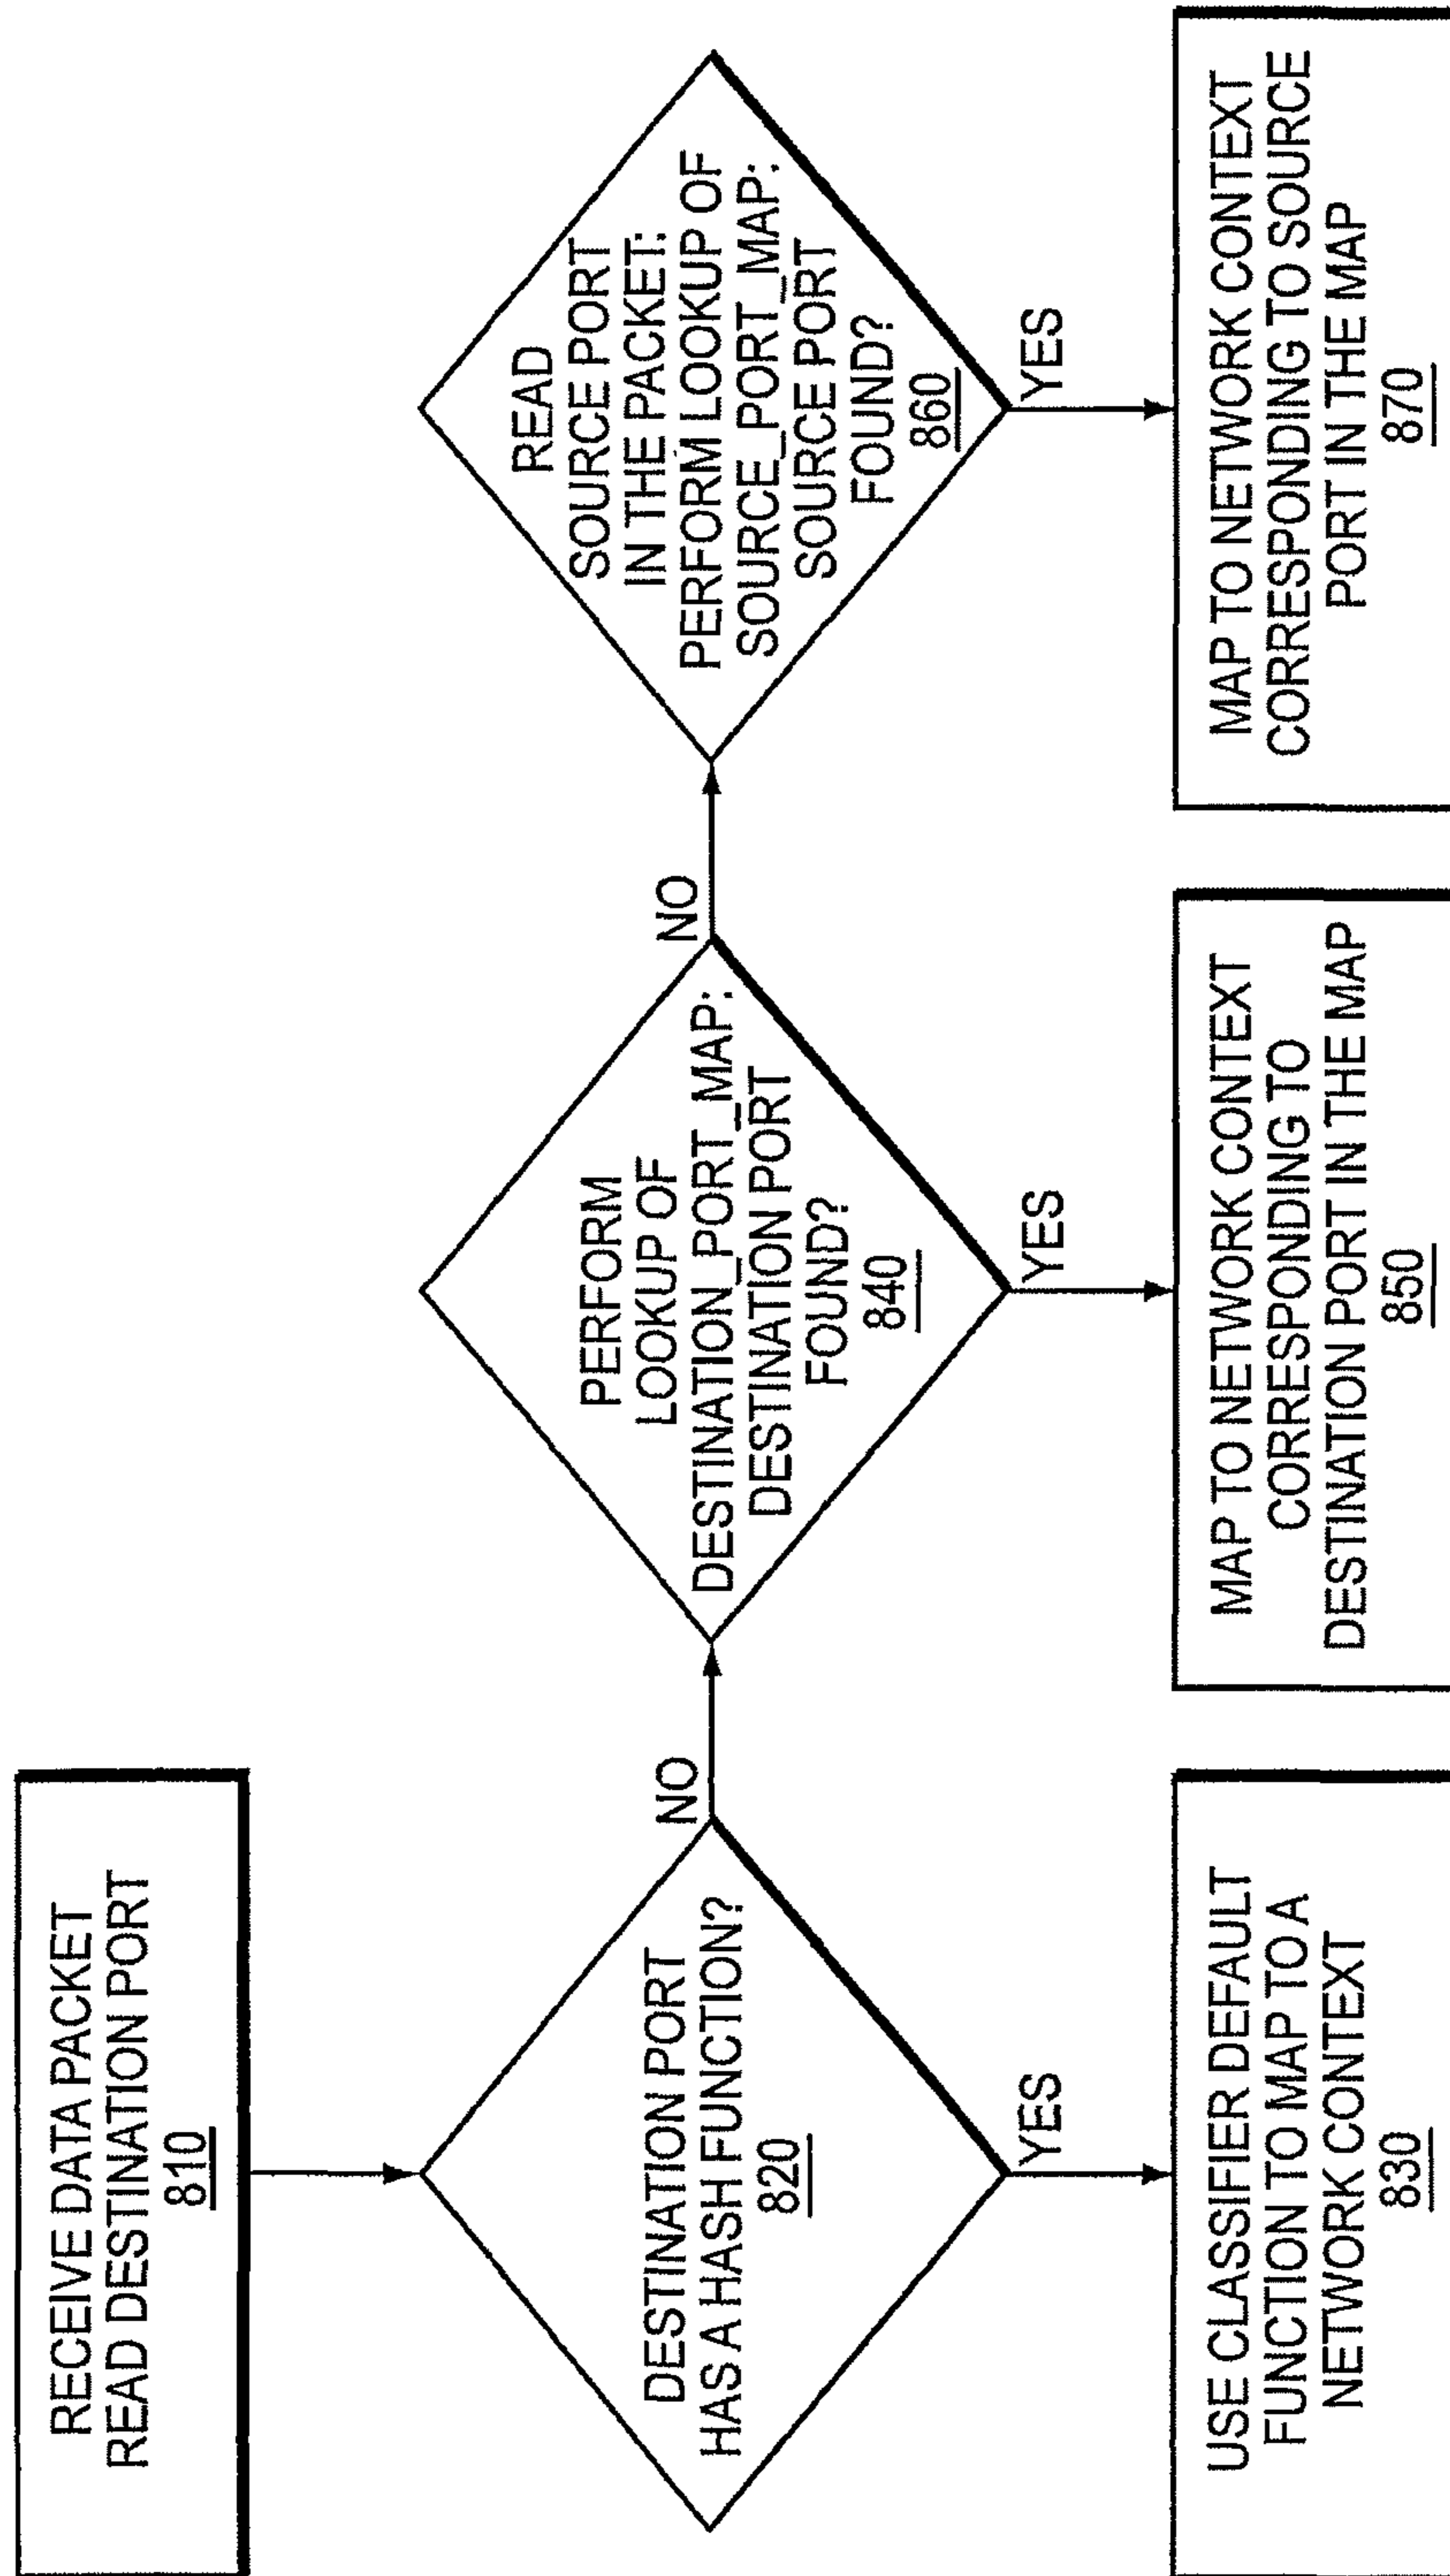 RECEIVE DATA PACKET
READ DESTINATION PORT
810
DESTINATION PORT
HAS A HASH FUNCTION?
820
NO
YES
USE CLASSIFIER DEFAULT
FUNCTION TO MAP TO A
NETWORK CONTEXT
830
PERFORM
LOOKUP OF
DESTINATION_PORT_MAP:
DESTINATION PORT
FOUND?
840
NO
YES
MAP TO NETWORK CONTEXT
CORRESPONDING TO
DESTINATION PORT IN THE MAP
850
READ
SOURCE PORT
IN THE PACKET:
PERFORM LOOKUP OF
SOURCE_PORT_MAP:
SOURCE PORT
FOUND?
860
YES
MAP TO NETWORK CONTEXT
CORRESPONDING TO SOURCE
PORT IN THE MAP
870